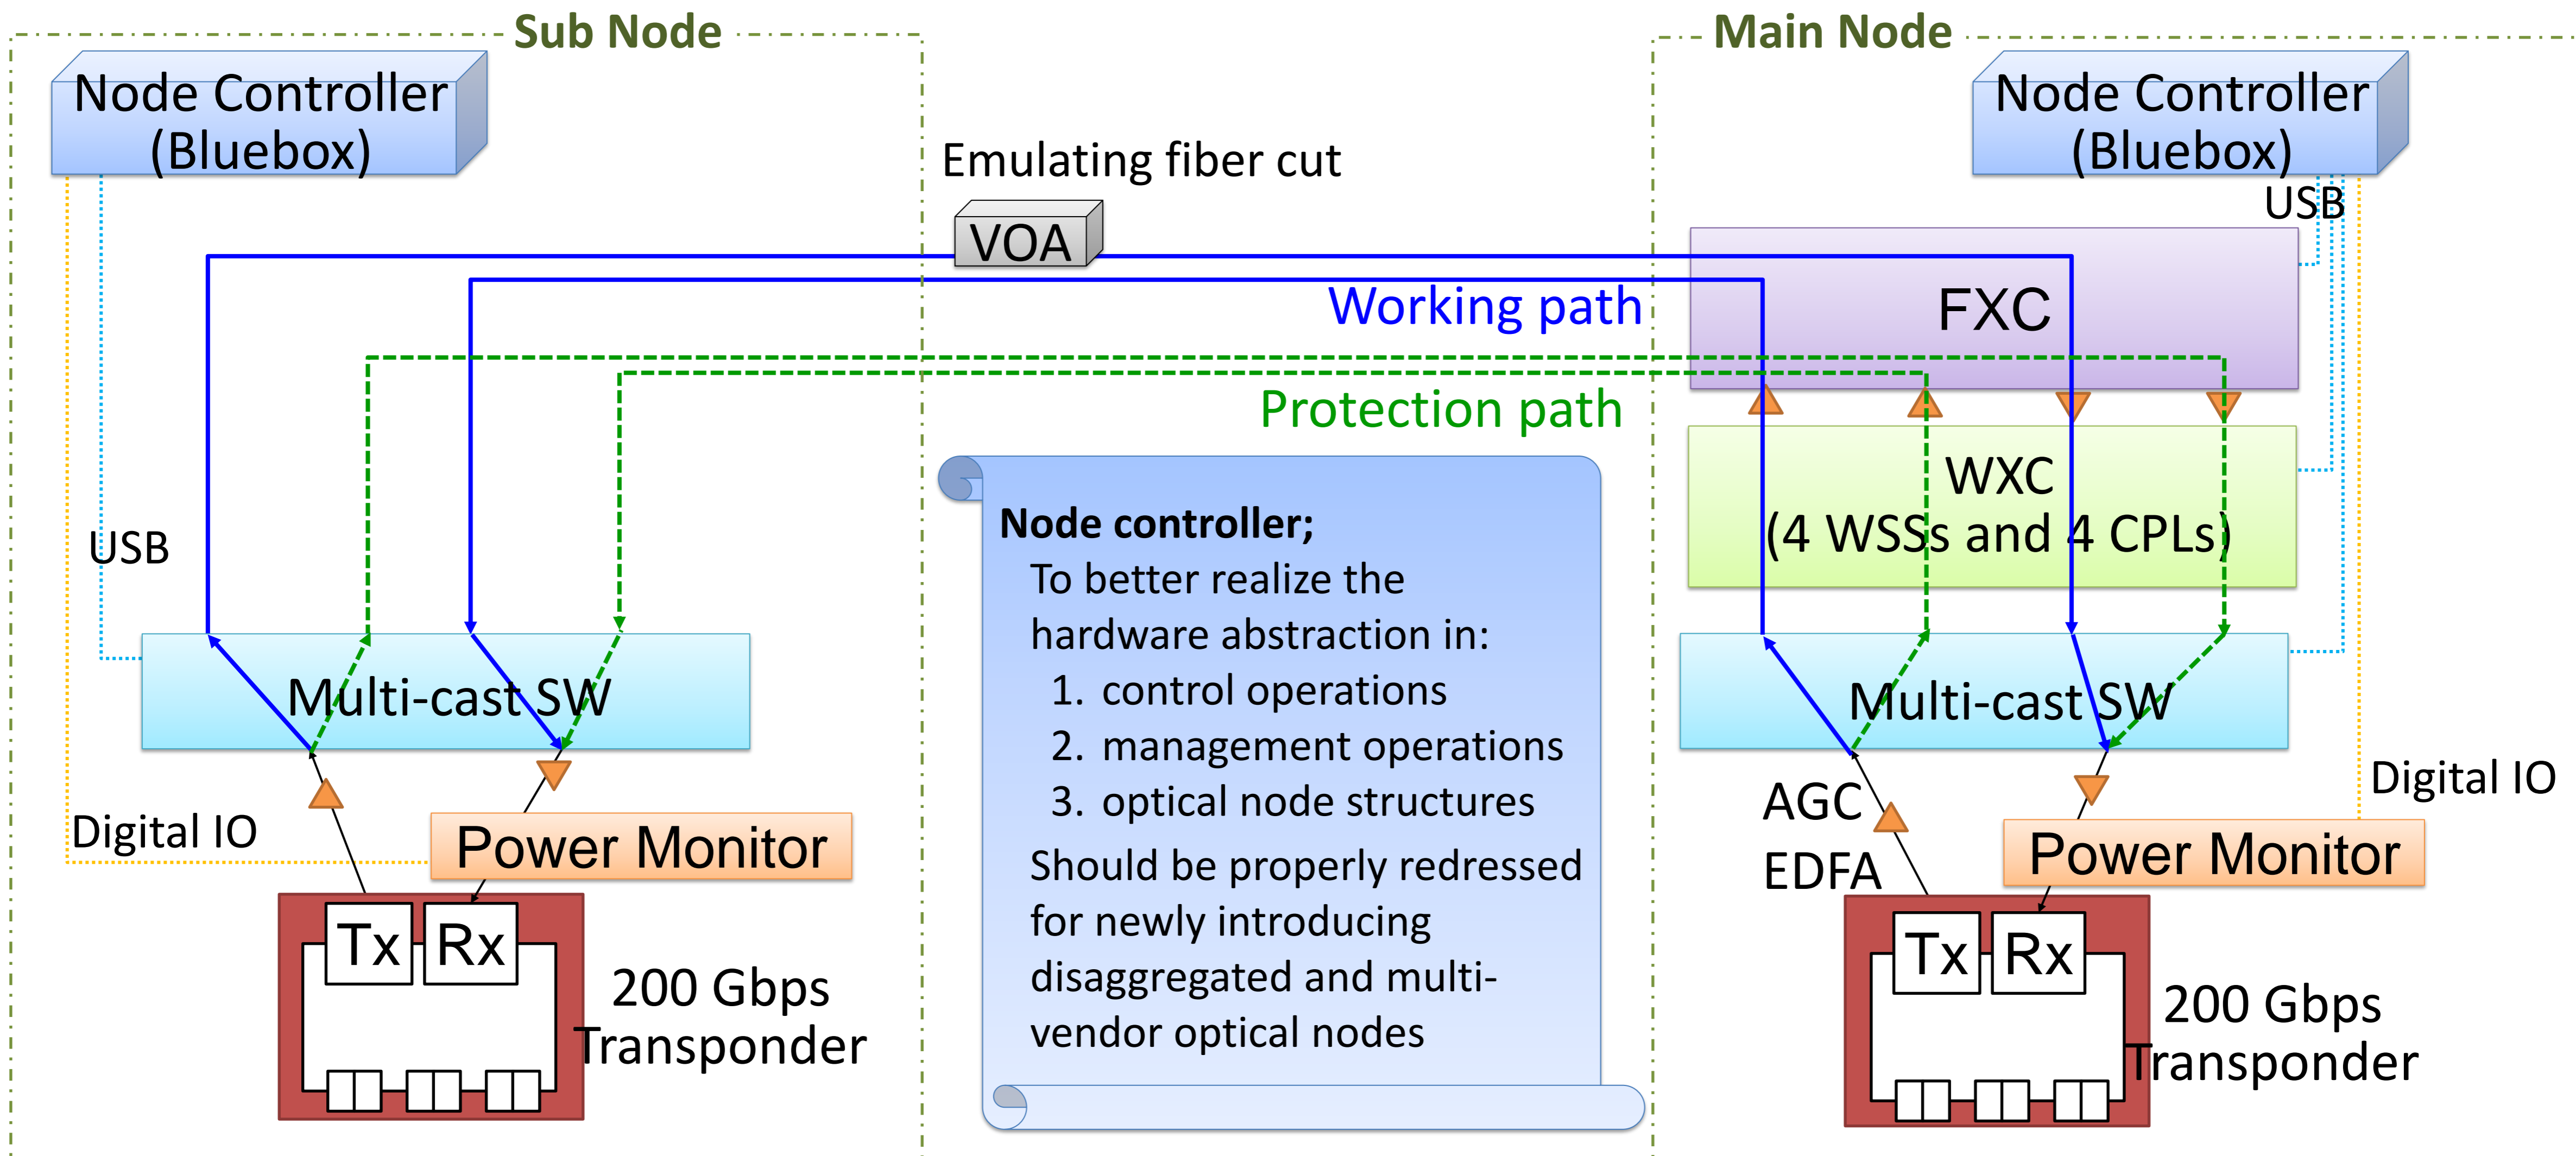 Sub Node
Main Node
Node Controller
(Bluebox)
Node Controller
(Bluebox)
USB
Emulating fiber cut
VOA
Working path
FXC
Protection path
WXC
(4 WSSs and 4 CPLs)
USB
Node controller;
To better realize the
hardware abstraction in:
1. control operations
2. management operations
3. optical node structures
Should be properly redressed
for newly introducing
disaggregated and multi-
vendor optical nodes
Multi-cast SW
Multi-cast SW
Digital IO
Power Monitor
Tx
Rx
200 Gbps
Transponder
AGC
EDFA
Digital IO
Power Monitor
Tx
Rx
200 Gbps
Transponder